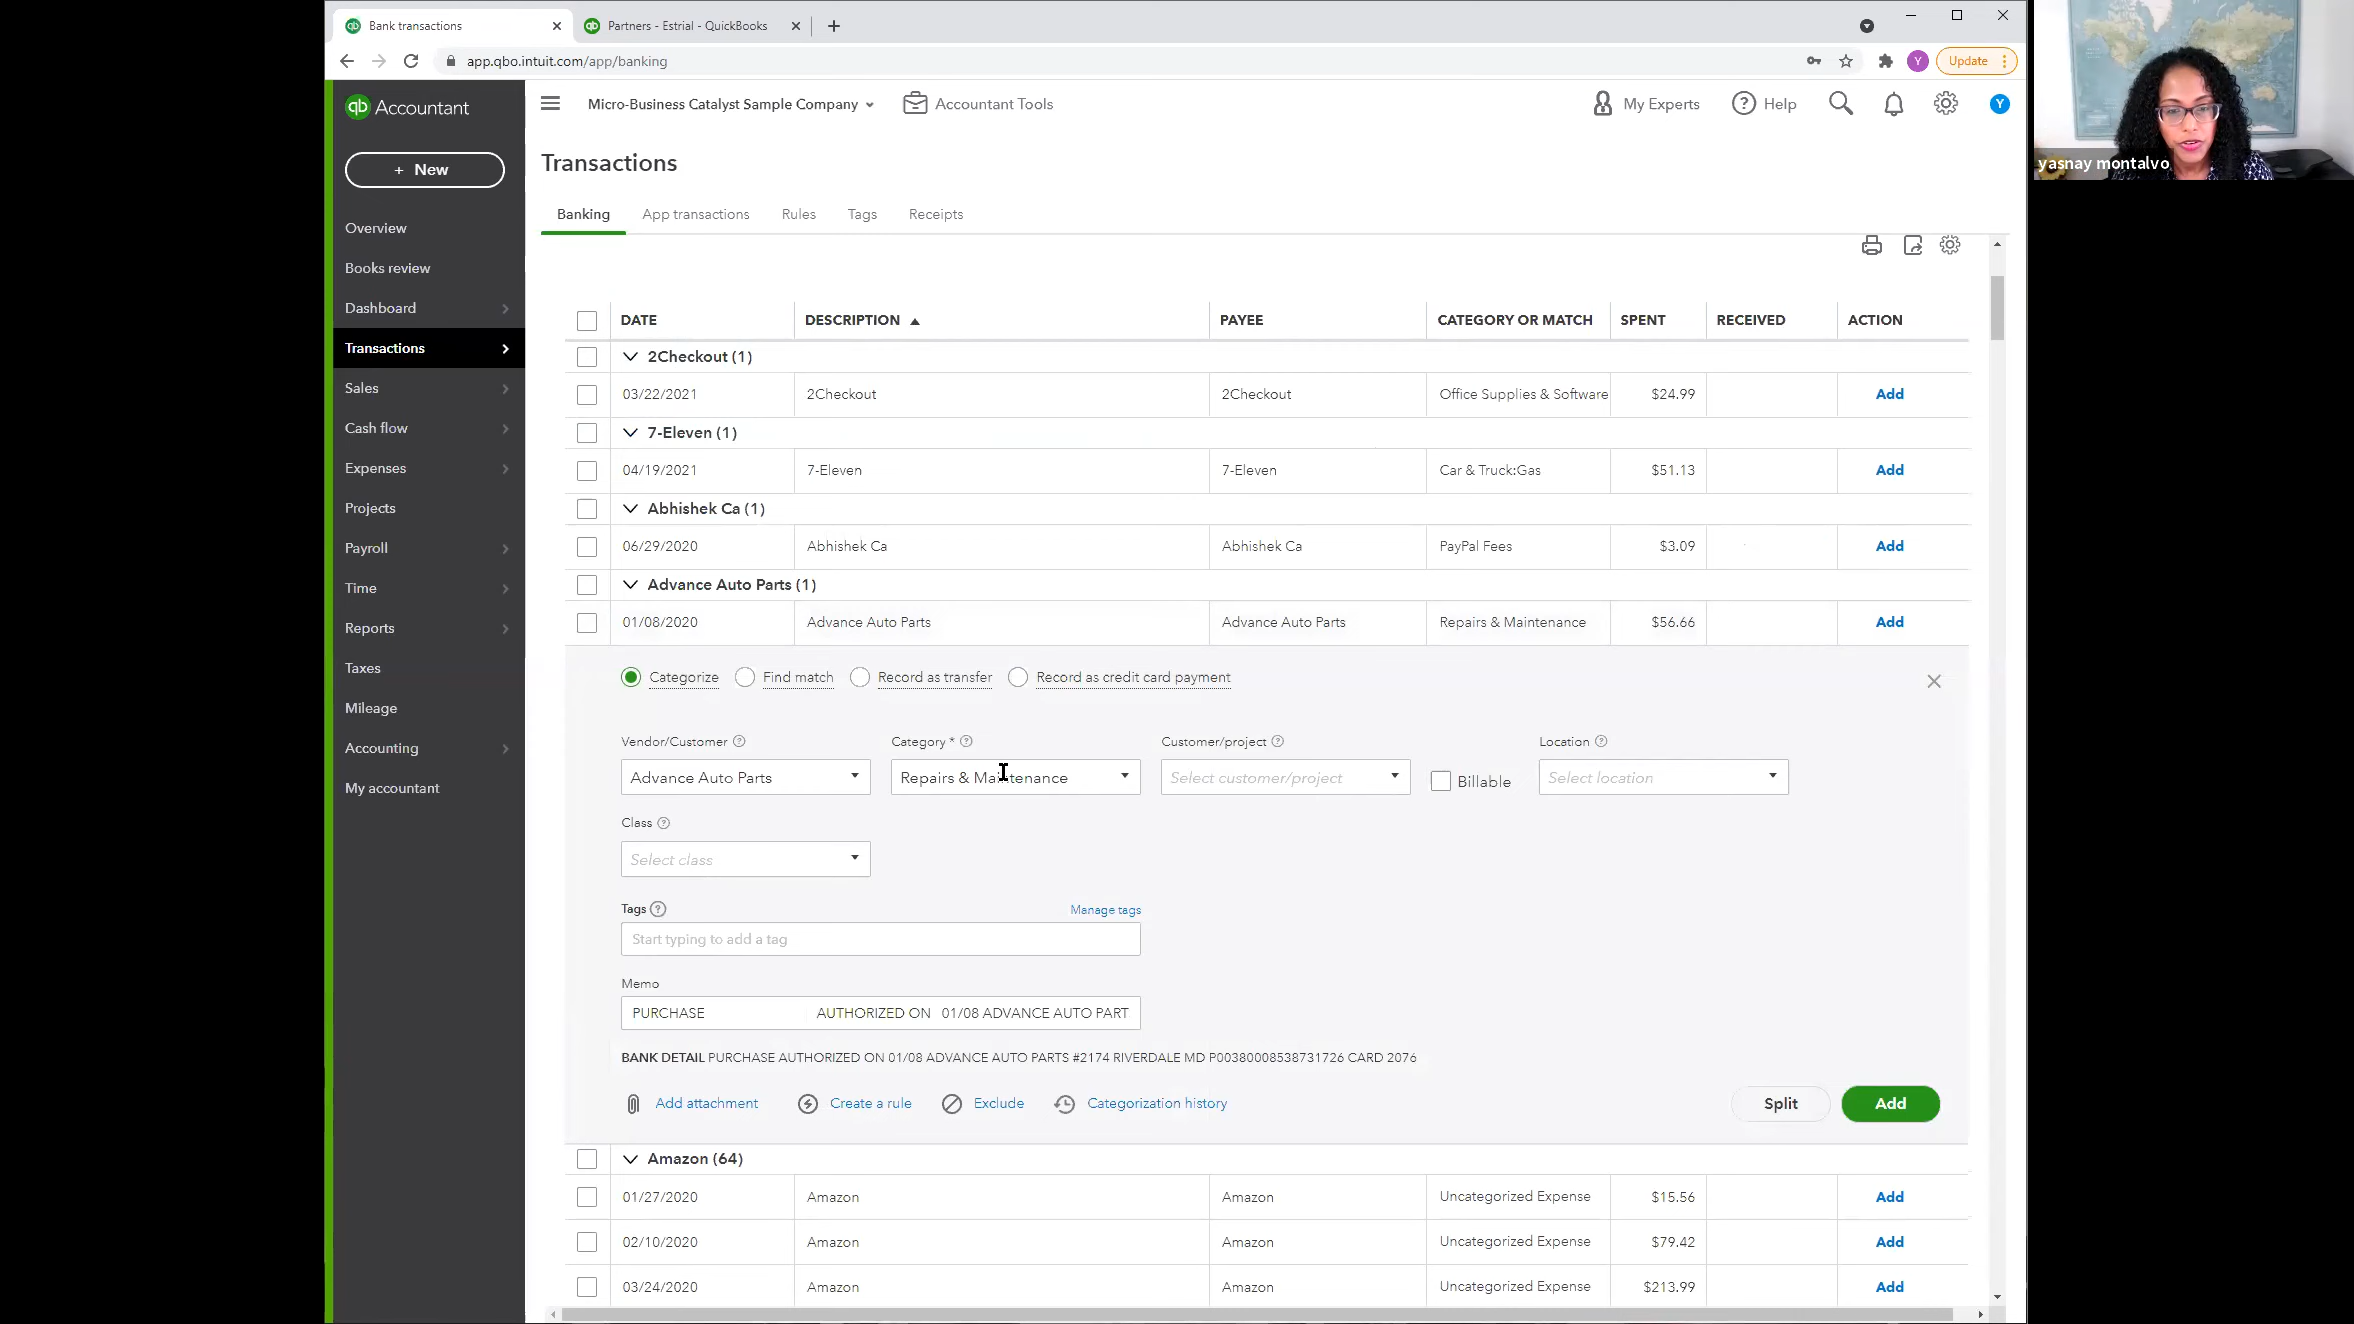 Bank transactions
Partners - Estrial - QuickBooks
app.qbo.intuit.com/app/banking
Y
Update
yasnay montalvo
qb Accountant
Micro-Business Catalyst Sample Company
Accountant Tools
My Experts
Help
Y
+ New
Overview
Books review
Dashboard
Transactions
Sales
Cash flow
Expenses
Projects
Payroll
Time
Reports
Taxes
Mileage
Accounting
My accountant
Transactions
Banking App transactions Rules Tags Receipts
DATE DESCRIPTION PAYEE CATEGORY OR MATCH SPENT RECEIVED ACTION
2Checkout (1)
03/22/2021 2Checkout 2Checkout Office Supplies & Software $24.99 Add
7-Eleven (1)
04/19/2021 7-Eleven 7-Eleven Car & Truck:Gas $51.13 Add
Abhishek Ca (1)
06/29/2020 Abhishek Ca Abhishek Ca PayPal Fees $3.09 Add
Advance Auto Parts (1)
01/08/2020 Advance Auto Parts Advance Auto Parts Repairs & Maintenance $56.66 Add
Categorize Find match Record as transfer Record as credit card payment
Vendor/Customer Category * Customer/project Location
Advance Auto Parts Repairs & Maintenance Select customer/project Billable Select location
Class
Select class
Tags Manage tags
Start typing to add a tag
Memo
PURCHASE AUTHORIZED ON 01/08 ADVANCE AUTO PART
BANK DETAIL PURCHASE AUTHORIZED ON 01/08 ADVANCE AUTO PARTS #2174 RIVERDALE MD P00380008538731726 CARD 2076
Add attachment Create a rule Exclude Categorization history Split Add
Amazon (64)
01/27/2020 Amazon Amazon Uncategorized Expense $15.56 Add
02/10/2020 Amazon Amazon Uncategorized Expense $79.42 Add
03/24/2020 Amazon Amazon Uncategorized Expense $213.99 Add